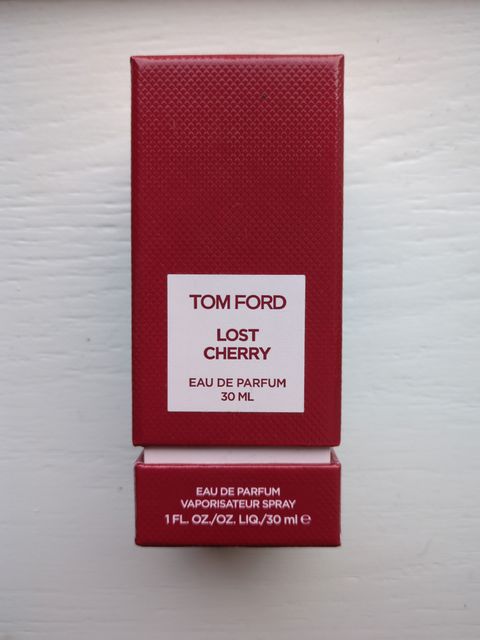 TOM FORD
LOST
CHERRY
EAU DE PARFUM
30 ML
EAU DE PARFUM
VAPORISATEUR SPRAY
1 FL. OZ./OZ. LIQ./30 ml ℮